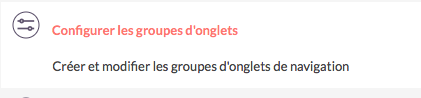 Configurer les groupes d'onglets
Créer et modifier les groupes d'onglets de navigation